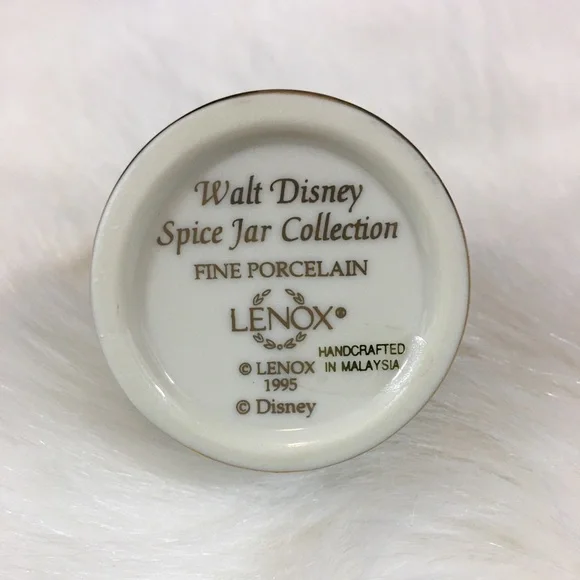 Walt Disney
Spice Jar Collection
FINE PORCELAIN
LENOX®
© LENOX
1995
© Disney
HANDCRAFTED
IN MALAYSIA